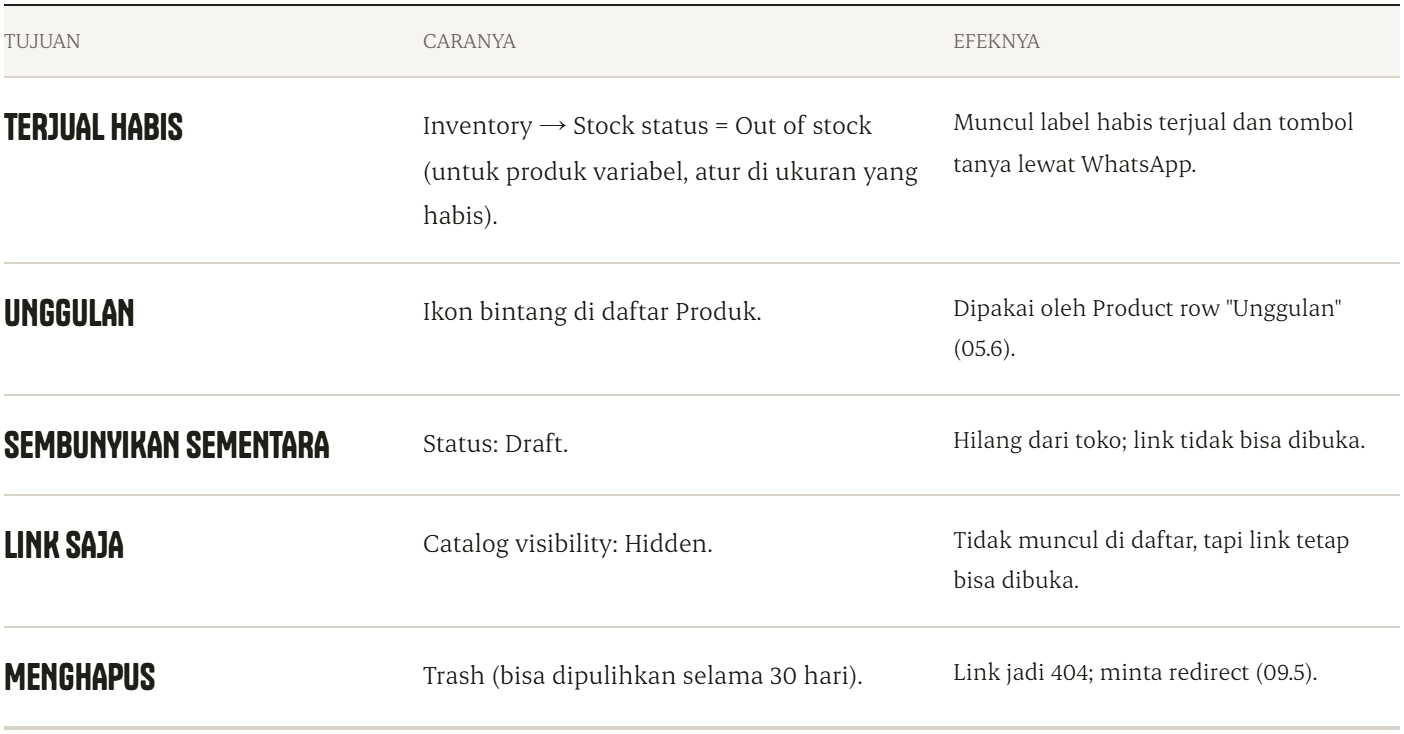 TUJUAN CARANYA EFEKNYA
TERJUAL HABIS
Inventory → Stock status = Out of stock
(untuk produk variabel, atur di ukuran yang
habis).
Muncul label habis terjual dan tombol
tanya lewat WhatsApp.
UNGGULAN
Ikon bintang di daftar Produk.
Dipakai oleh Product row "Unggulan"
(05.6).
SEMBUNYIKAN SEMENTARA
Status: Draft.
Hilang dari toko; link tidak bisa dibuka.
LINK SAJA
Catalog visibility: Hidden.
Tidak muncul di daftar, tapi link tetap
bisa dibuka.
MENGHAPUS
Trash (bisa dipulihkan selama 30 hari).
Link jadi 404; minta redirect (09.5).